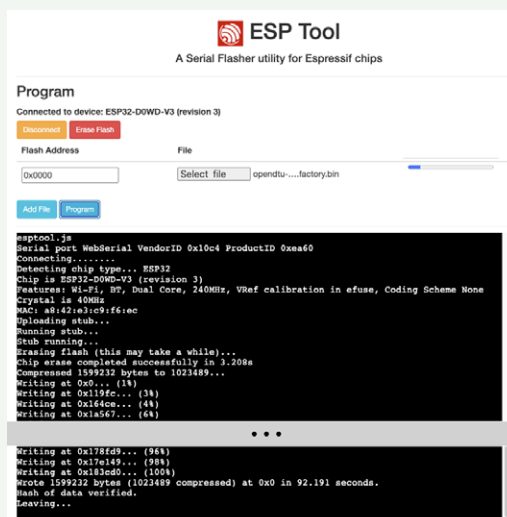 ESP Tool
A Serial Flasher utility for Espressif chips
Program
Connected to device: ESP32-D0WD-V3 (revision 3)
Disconnect Erase Flash
Flash Address File
0x0000 Select file opendtu-....factory.bin
Add File Program
esptool.js
Serial port WebSerial VendorID 0x10c4 ProductID 0xea60
Connecting........
Detecting chip type... ESP32
Chip is ESP32-D0WD-V3 (revision 3)
Features: Wi-Fi, BT, Dual Core, 240MHz, VRef calibration in efuse, Coding Scheme None
Crystal is 40MHz
MAC: a8:42:e3:c9:f6:ec
Uploading stub...
Running stub...
Stub running...
Erasing flash (this may take a while)...
Chip erase completed successfully in 3.208s
Compressed 1599232 bytes to 1023489...
Writing at 0x0... (1%)
Writing at 0x119fc... (3%)
Writing at 0x164ce... (4%)
Writing at 0x1a567... (6%)
•••
Writing at 0x178fd9... (96%)
Writing at 0x17e149... (98%)
Writing at 0x183cd0... (100%)
Wrote 1599232 bytes (1023489 compressed) at 0x0 in 92.191 seconds.
Hash of data verified.
Leaving...